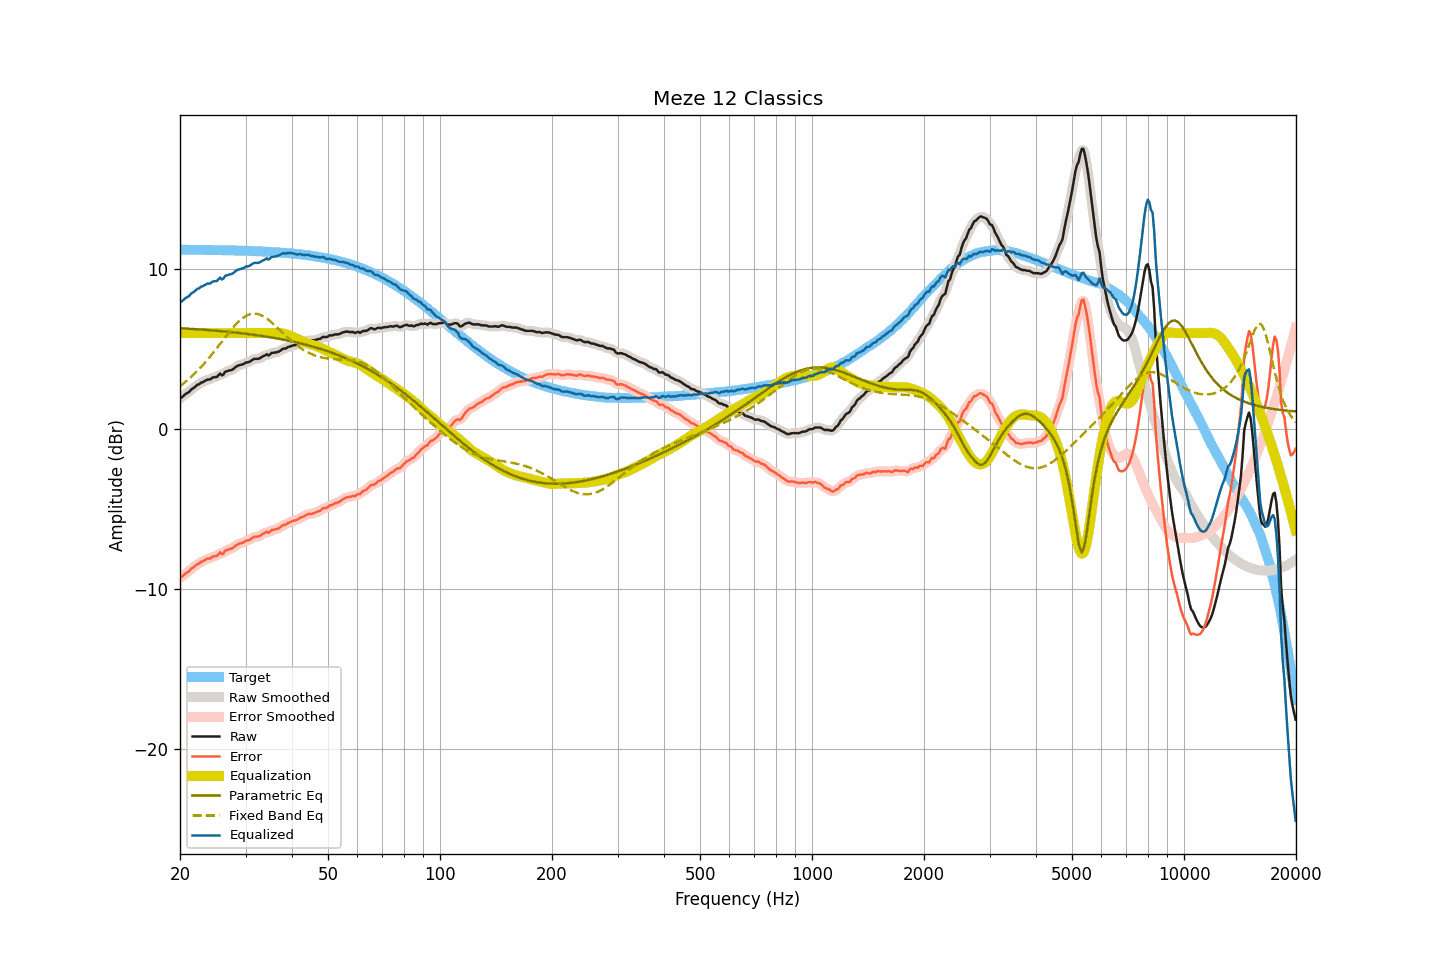 Meze 12 Classics
Amplitude (dBr)
10
0
−10
−20
Target
Raw Smoothed
Error Smoothed
Raw
Error
Equalization
Parametric Eq
Fixed Band Eq
Equalized
20 50 100 200 500 1000 2000 5000 10000 20000
Frequency (Hz)